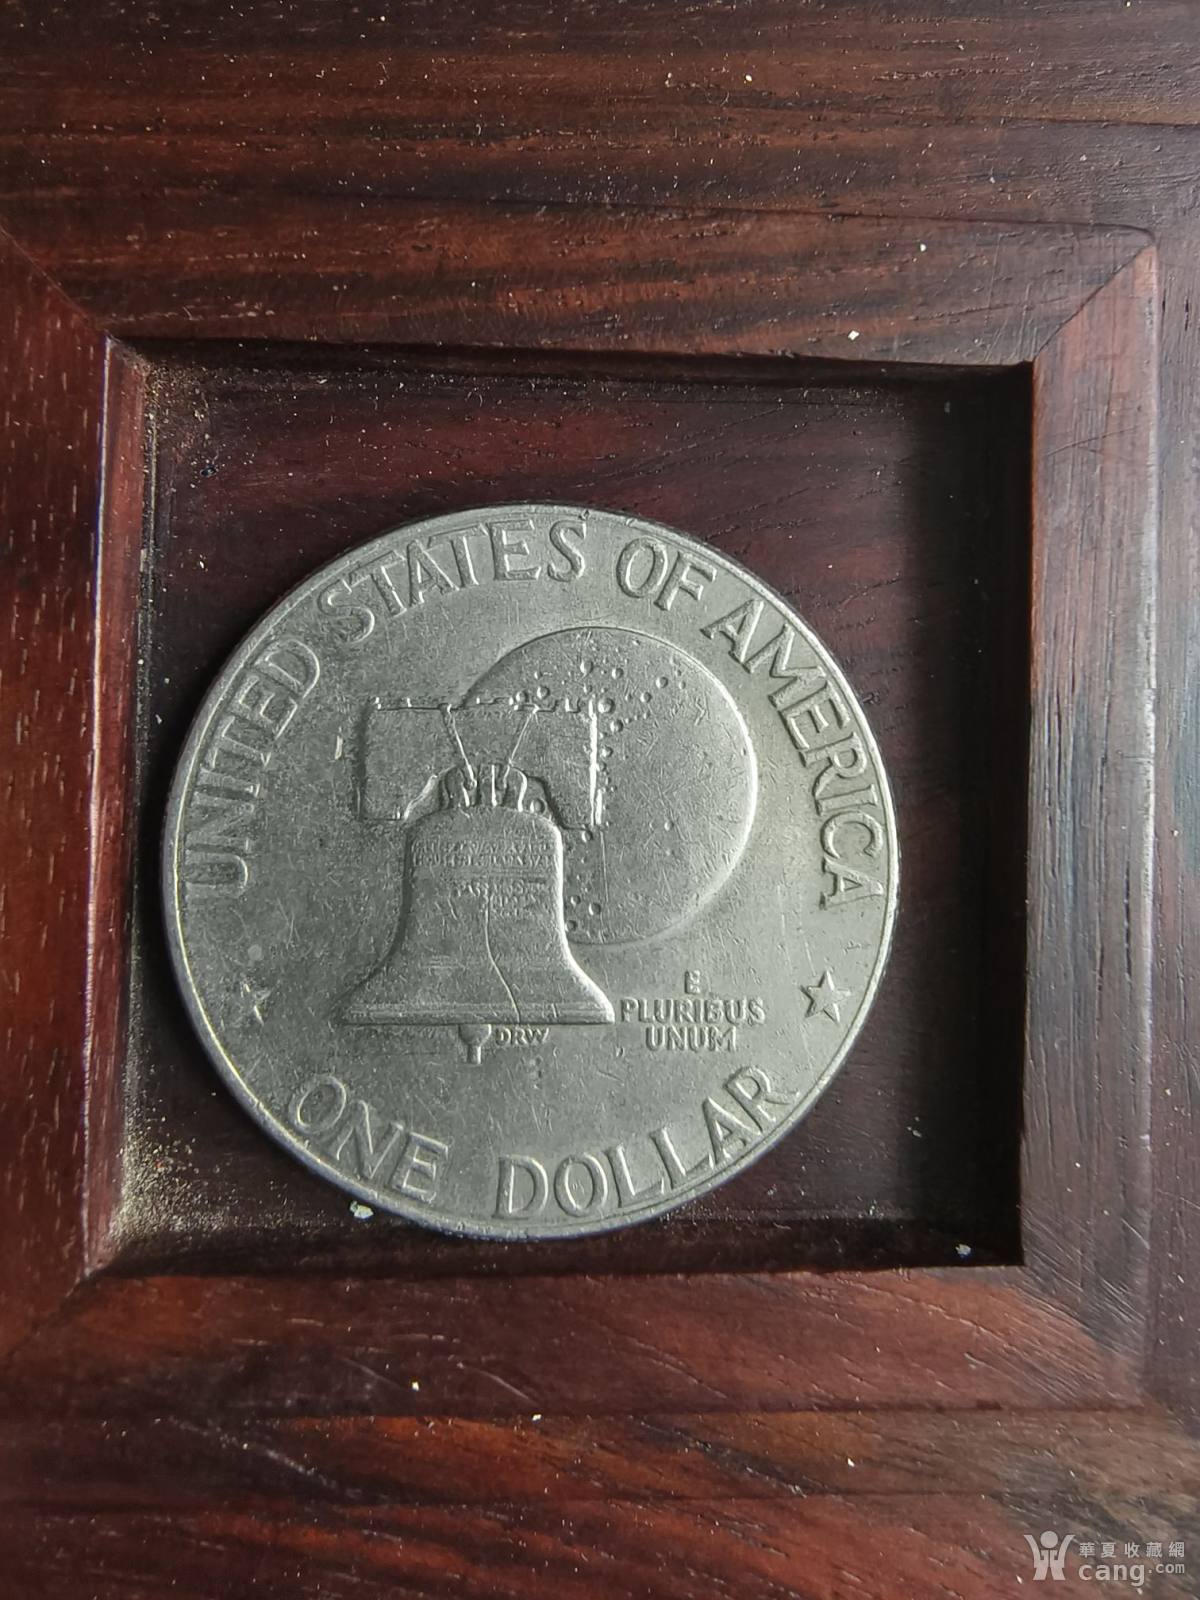 UNITED STATES OF AMERICA
E
PLURIBUS
UNUM
DRW
ONE DOLLAR
華夏收藏網
cang.com